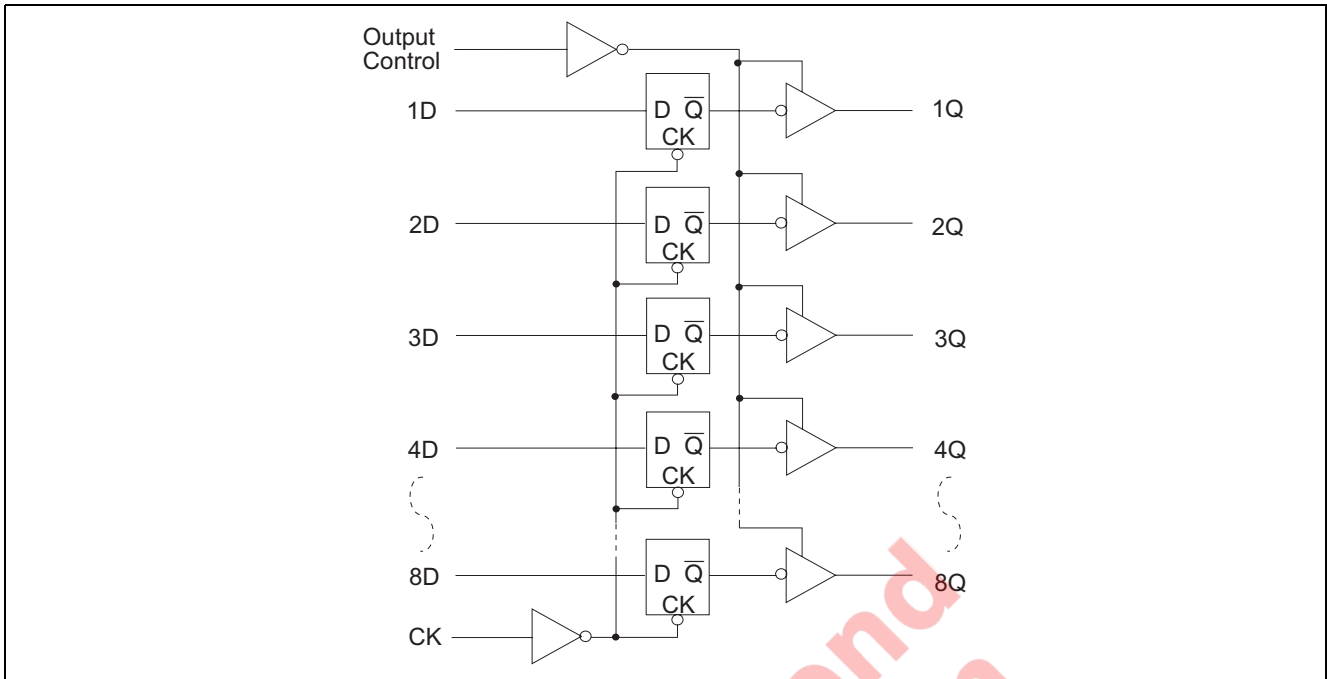 Output
Control
1D
D Q̅
CK
1Q
2D
D Q̅
CK
2Q
3D
D Q̅
CK
3Q
4D
D Q̅
CK
4Q
8D
D Q̅
CK
8Q
CK